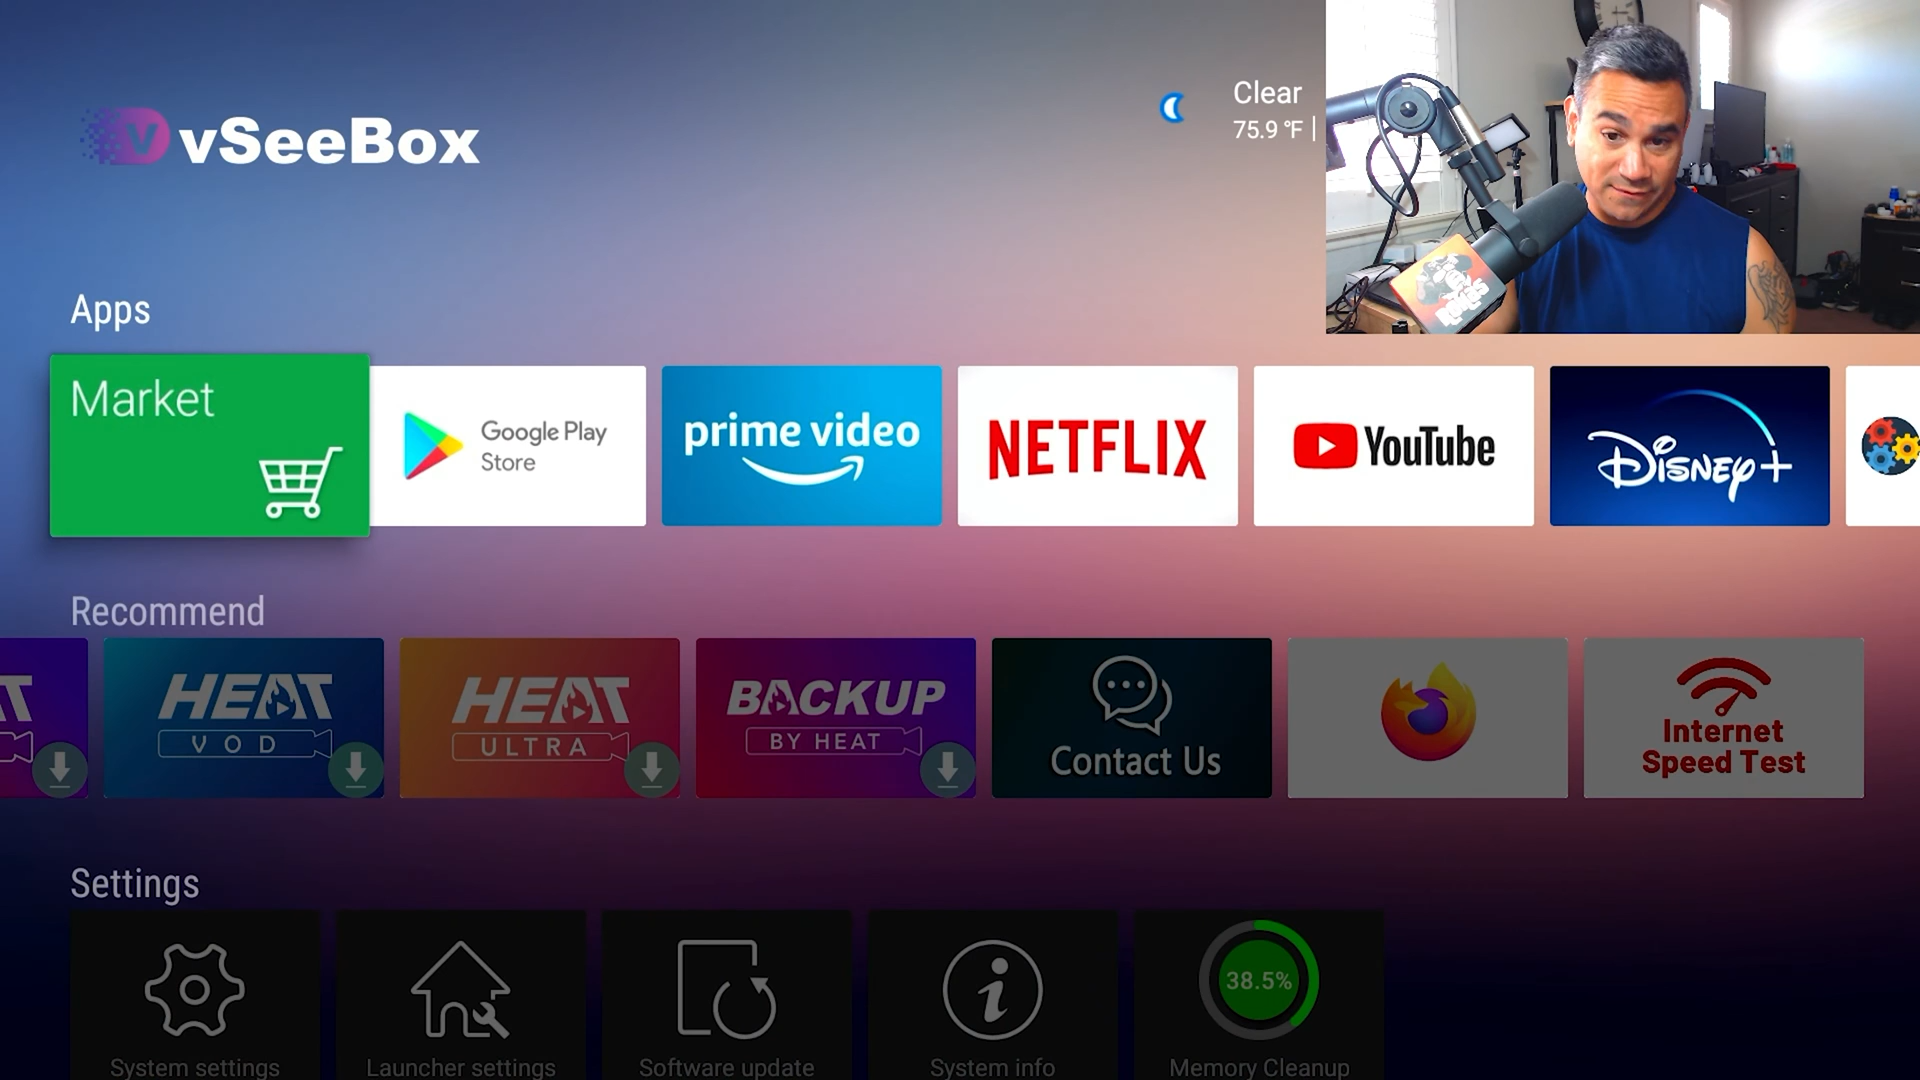 V vSeeBox
Clear
75.9 °F |
Apps
Market
Google Play
Store
prime video
NETFLIX
YouTube
Disney+
Recommend
HEAT
VOD
HEAT
ULTRA
BACKUP
BY HEAT
Contact Us
Internet
Speed Test
Settings
38.5%
System settings
Launcher settings
Software update
System info
Memory Cleanup